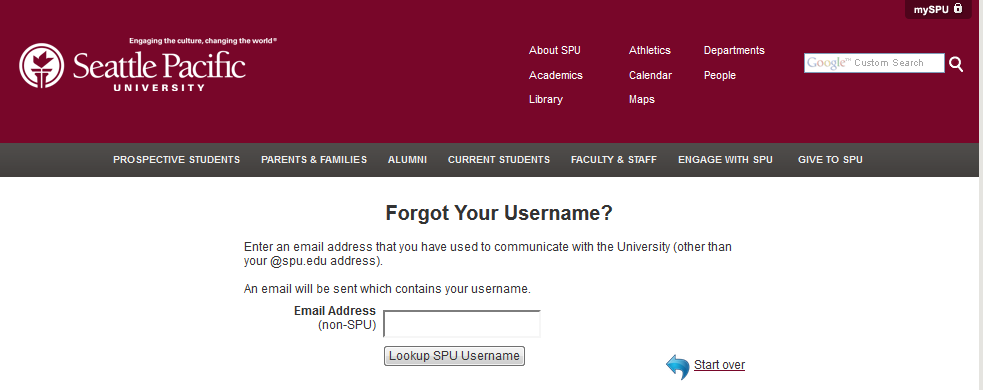 mySPU
Engaging the culture, changing the world®
Seattle Pacific
UNIVERSITY
About SPU Athletics Departments
Academics Calendar People
Library Maps
Google™ Custom Search
PROSPECTIVE STUDENTS PARENTS & FAMILIES ALUMNI CURRENT STUDENTS FACULTY & STAFF ENGAGE WITH SPU GIVE TO SPU
Forgot Your Username?
Enter an email address that you have used to communicate with the University (other than
your @spu.edu address).
An email will be sent which contains your username.
Email Address
(non-SPU)
Lookup SPU Username
Start over